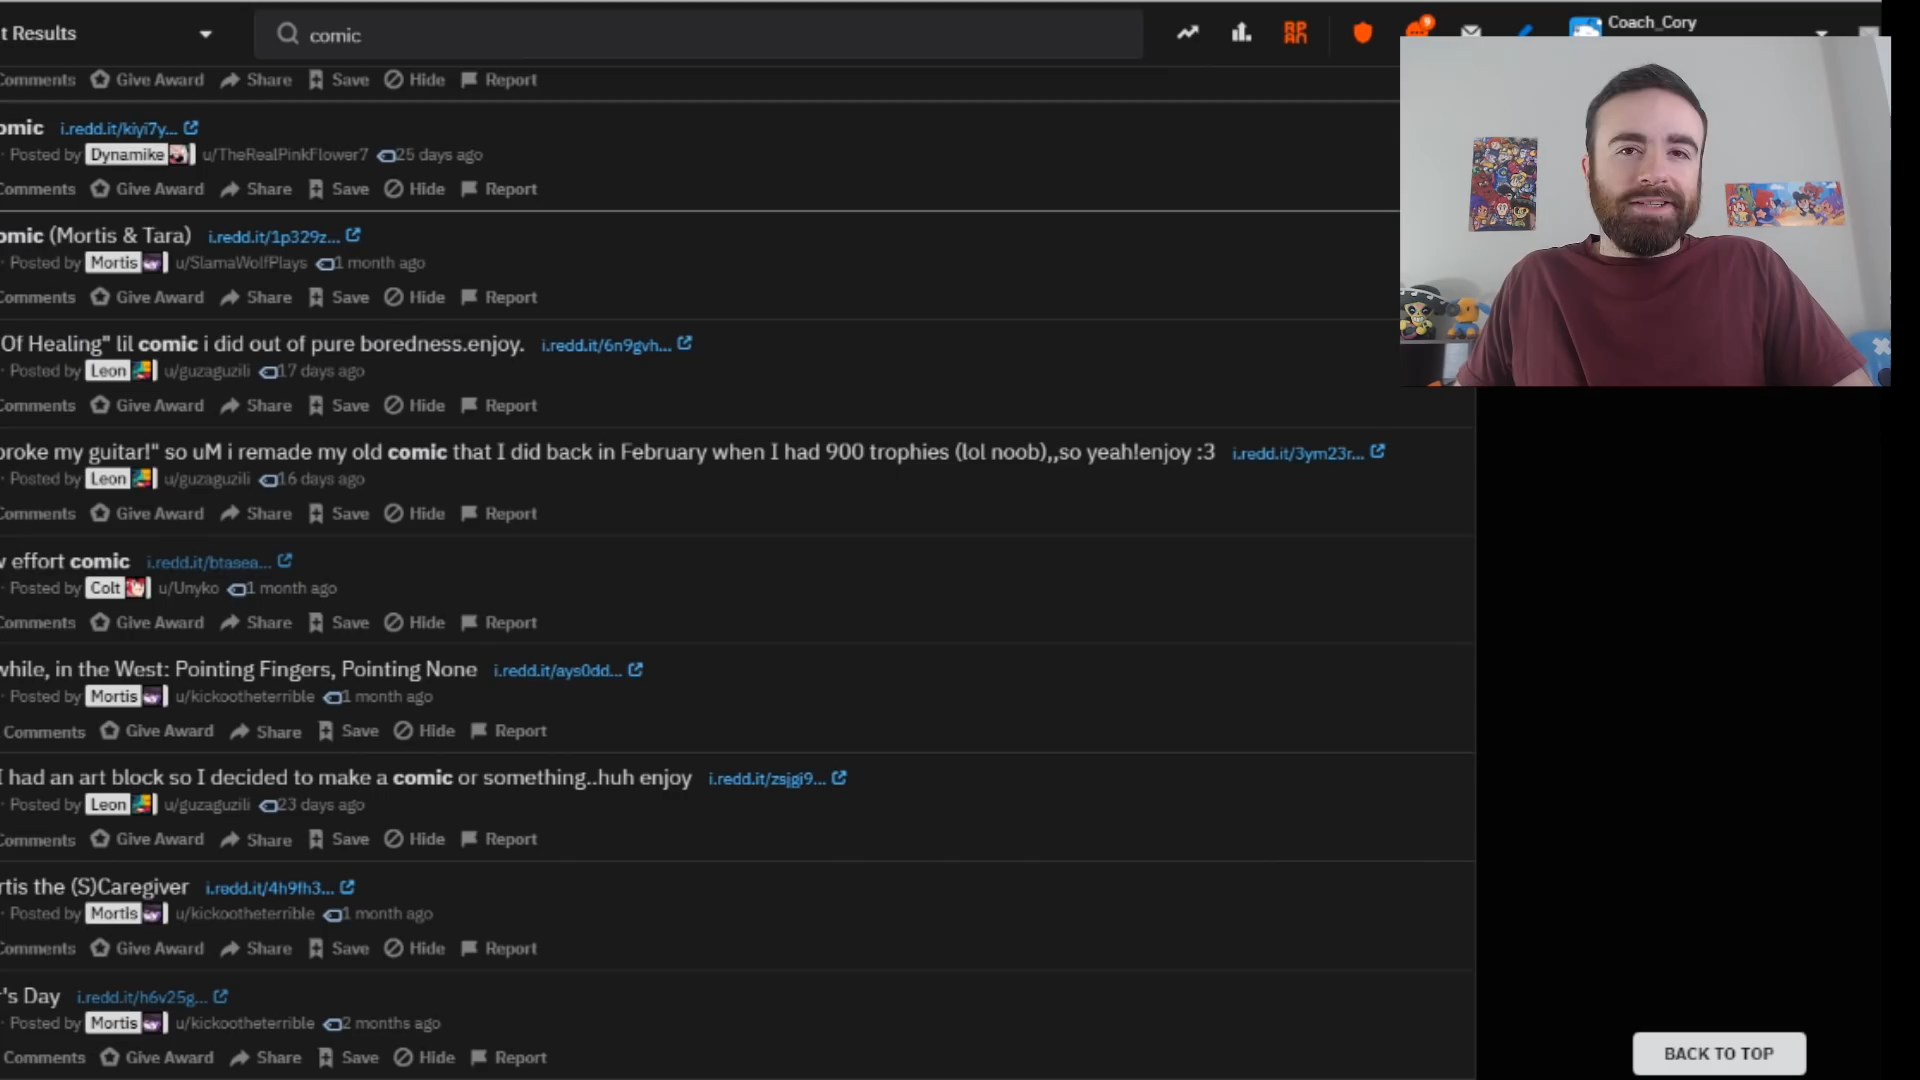 t Results
comic
Coach_Cory
omments Give Award Share Save Hide Report
omic i.redd.it/kiyi7y...
· Posted by Dynamike u/TheRealPinkFlower7 25 days ago
omments Give Award Share Save Hide Report
omic (Mortis & Tara) i.redd.it/1p329z...
· Posted by Mortis u/SlamaWolfPlays 1 month ago
omments Give Award Share Save Hide Report
Of Healing" lil comic i did out of pure boredness.enjoy. i.redd.it/6n9gvh...
· Posted by Leon u/guzaguzili 17 days ago
omments Give Award Share Save Hide Report
broke my guitar!" so uM i remade my old comic that I did back in February when I had 900 trophies (lol noob),,so yeah!enjoy :3 i.redd.it/3ym23r...
· Posted by Leon u/guzaguzili 16 days ago
omments Give Award Share Save Hide Report
w effort comic i.redd.it/btasea...
· Posted by Colt u/Unyko 1 month ago
omments Give Award Share Save Hide Report
while, in the West: Pointing Fingers, Pointing None i.redd.it/ays0dd...
· Posted by Mortis u/kickootheterrible 1 month ago
Comments Give Award Share Save Hide Report
I had an art block so I decided to make a comic or something..huh enjoy i.redd.it/zsjgi9...
· Posted by Leon u/guzaguzili 23 days ago
omments Give Award Share Save Hide Report
rtis the (S)Caregiver i.redd.it/4h9fh3...
· Posted by Mortis u/kickootheterrible 1 month ago
omments Give Award Share Save Hide Report
r's Day i.redd.it/h6v25g...
· Posted by Mortis u/kickootheterrible 2 months ago
Comments Give Award Share Save Hide Report
BACK TO TOP